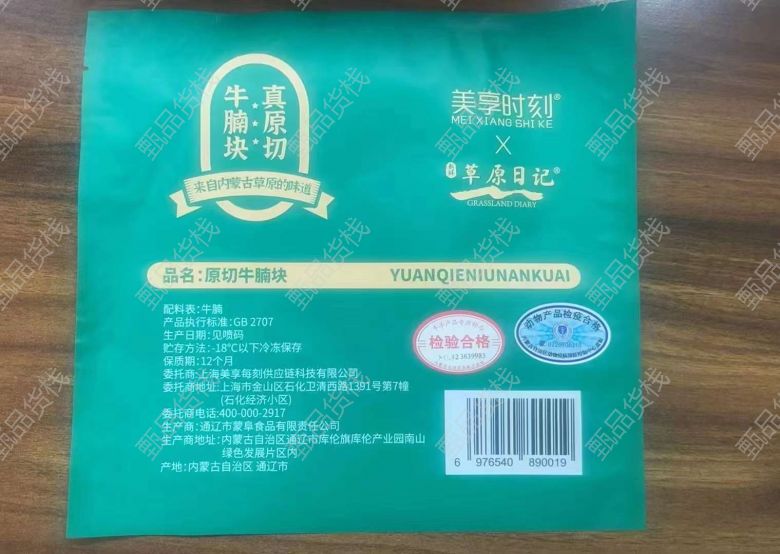 真原切
牛腩块
来自内蒙古草原的味道
美享时刻®
MEIXIANG SHI KE
X
草原日记®
GRASSLAND DIARY
品名:原切牛腩块 YUANQIENIUNANKUAI
配料表:牛腩
产品执行标准:GB 2707
生产日期:见喷码
贮存方法:-18℃以下冷冻保存
保质期:12个月
委托商:上海美享每刻供应链科技有限公司
委托商地址:上海市金山区石化卫清西路1391号第7幢
(石化经济小区)
委托商电话:400-000-2917
生产商:通辽市蒙阜食品有限责任公司
生产商地址:内蒙古自治区通辽市库伦旗库伦产业园南山
绿色发展片区内
产地:内蒙古自治区 通辽市
检验合格
动物产品检疫合格
6 976540 890019
甄品货栈